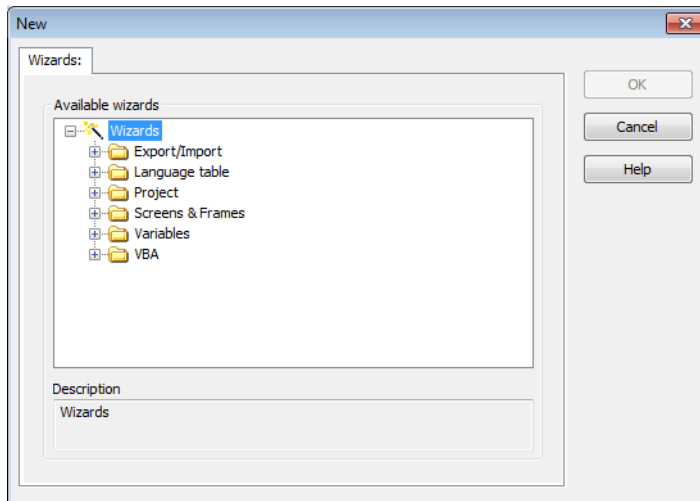 New
Wizards:
Available wizards
Wizards
Export/Import
Language table
Project
Screens & Frames
Variables
VBA
Description
Wizards
OK
Cancel
Help